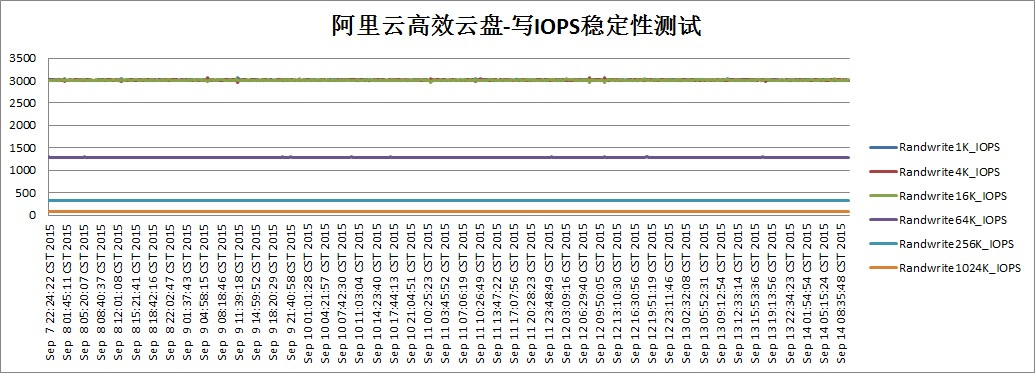 阿里云高效云盘-写IOPS稳定性测试
3500
3000
2500
2000
1500
1000
500
0
Sep 7 22:24:22 CST 2015
Sep 8 01:45:11 CST 2015
Sep 8 05:20:07 CST 2015
Sep 8 08:40:37 CST 2015
Sep 8 12:01:08 CST 2015
Sep 8 15:21:41 CST 2015
Sep 8 18:42:16 CST 2015
Sep 8 22:02:47 CST 2015
Sep 9 01:37:43 CST 2015
Sep 9 04:58:15 CST 2015
Sep 9 08:18:46 CST 2015
Sep 9 11:39:18 CST 2015
Sep 9 14:59:52 CST 2015
Sep 9 18:20:29 CST 2015
Sep 9 21:40:58 CST 2015
Sep 10 01:01:28 CST 2015
Sep 10 04:21:57 CST 2015
Sep 10 07:42:30 CST 2015
Sep 10 11:03:04 CST 2015
Sep 10 14:23:40 CST 2015
Sep 10 17:44:13 CST 2015
Sep 10 21:04:51 CST 2015
Sep 11 00:25:23 CST 2015
Sep 11 03:45:52 CST 2015
Sep 11 07:06:19 CST 2015
Sep 11 10:26:49 CST 2015
Sep 11 13:47:22 CST 2015
Sep 11 17:07:56 CST 2015
Sep 11 20:28:23 CST 2015
Sep 11 23:48:49 CST 2015
Sep 12 03:09:16 CST 2015
Sep 12 06:29:40 CST 2015
Sep 12 09:50:05 CST 2015
Sep 12 13:10:30 CST 2015
Sep 12 16:30:56 CST 2015
Sep 12 19:51:19 CST 2015
Sep 12 23:11:46 CST 2015
Sep 13 02:32:08 CST 2015
Sep 13 05:52:31 CST 2015
Sep 13 09:12:54 CST 2015
Sep 13 12:33:14 CST 2015
Sep 13 15:53:36 CST 2015
Sep 13 19:13:56 CST 2015
Sep 13 22:34:23 CST 2015
Sep 14 01:54:54 CST 2015
Sep 14 05:15:24 CST 2015
Sep 14 08:35:48 CST 2015
Randwrite1K_IOPS
Randwrite4K_IOPS
Randwrite16K_IOPS
Randwrite64K_IOPS
Randwrite256K_IOPS
Randwrite1024K_IOPS